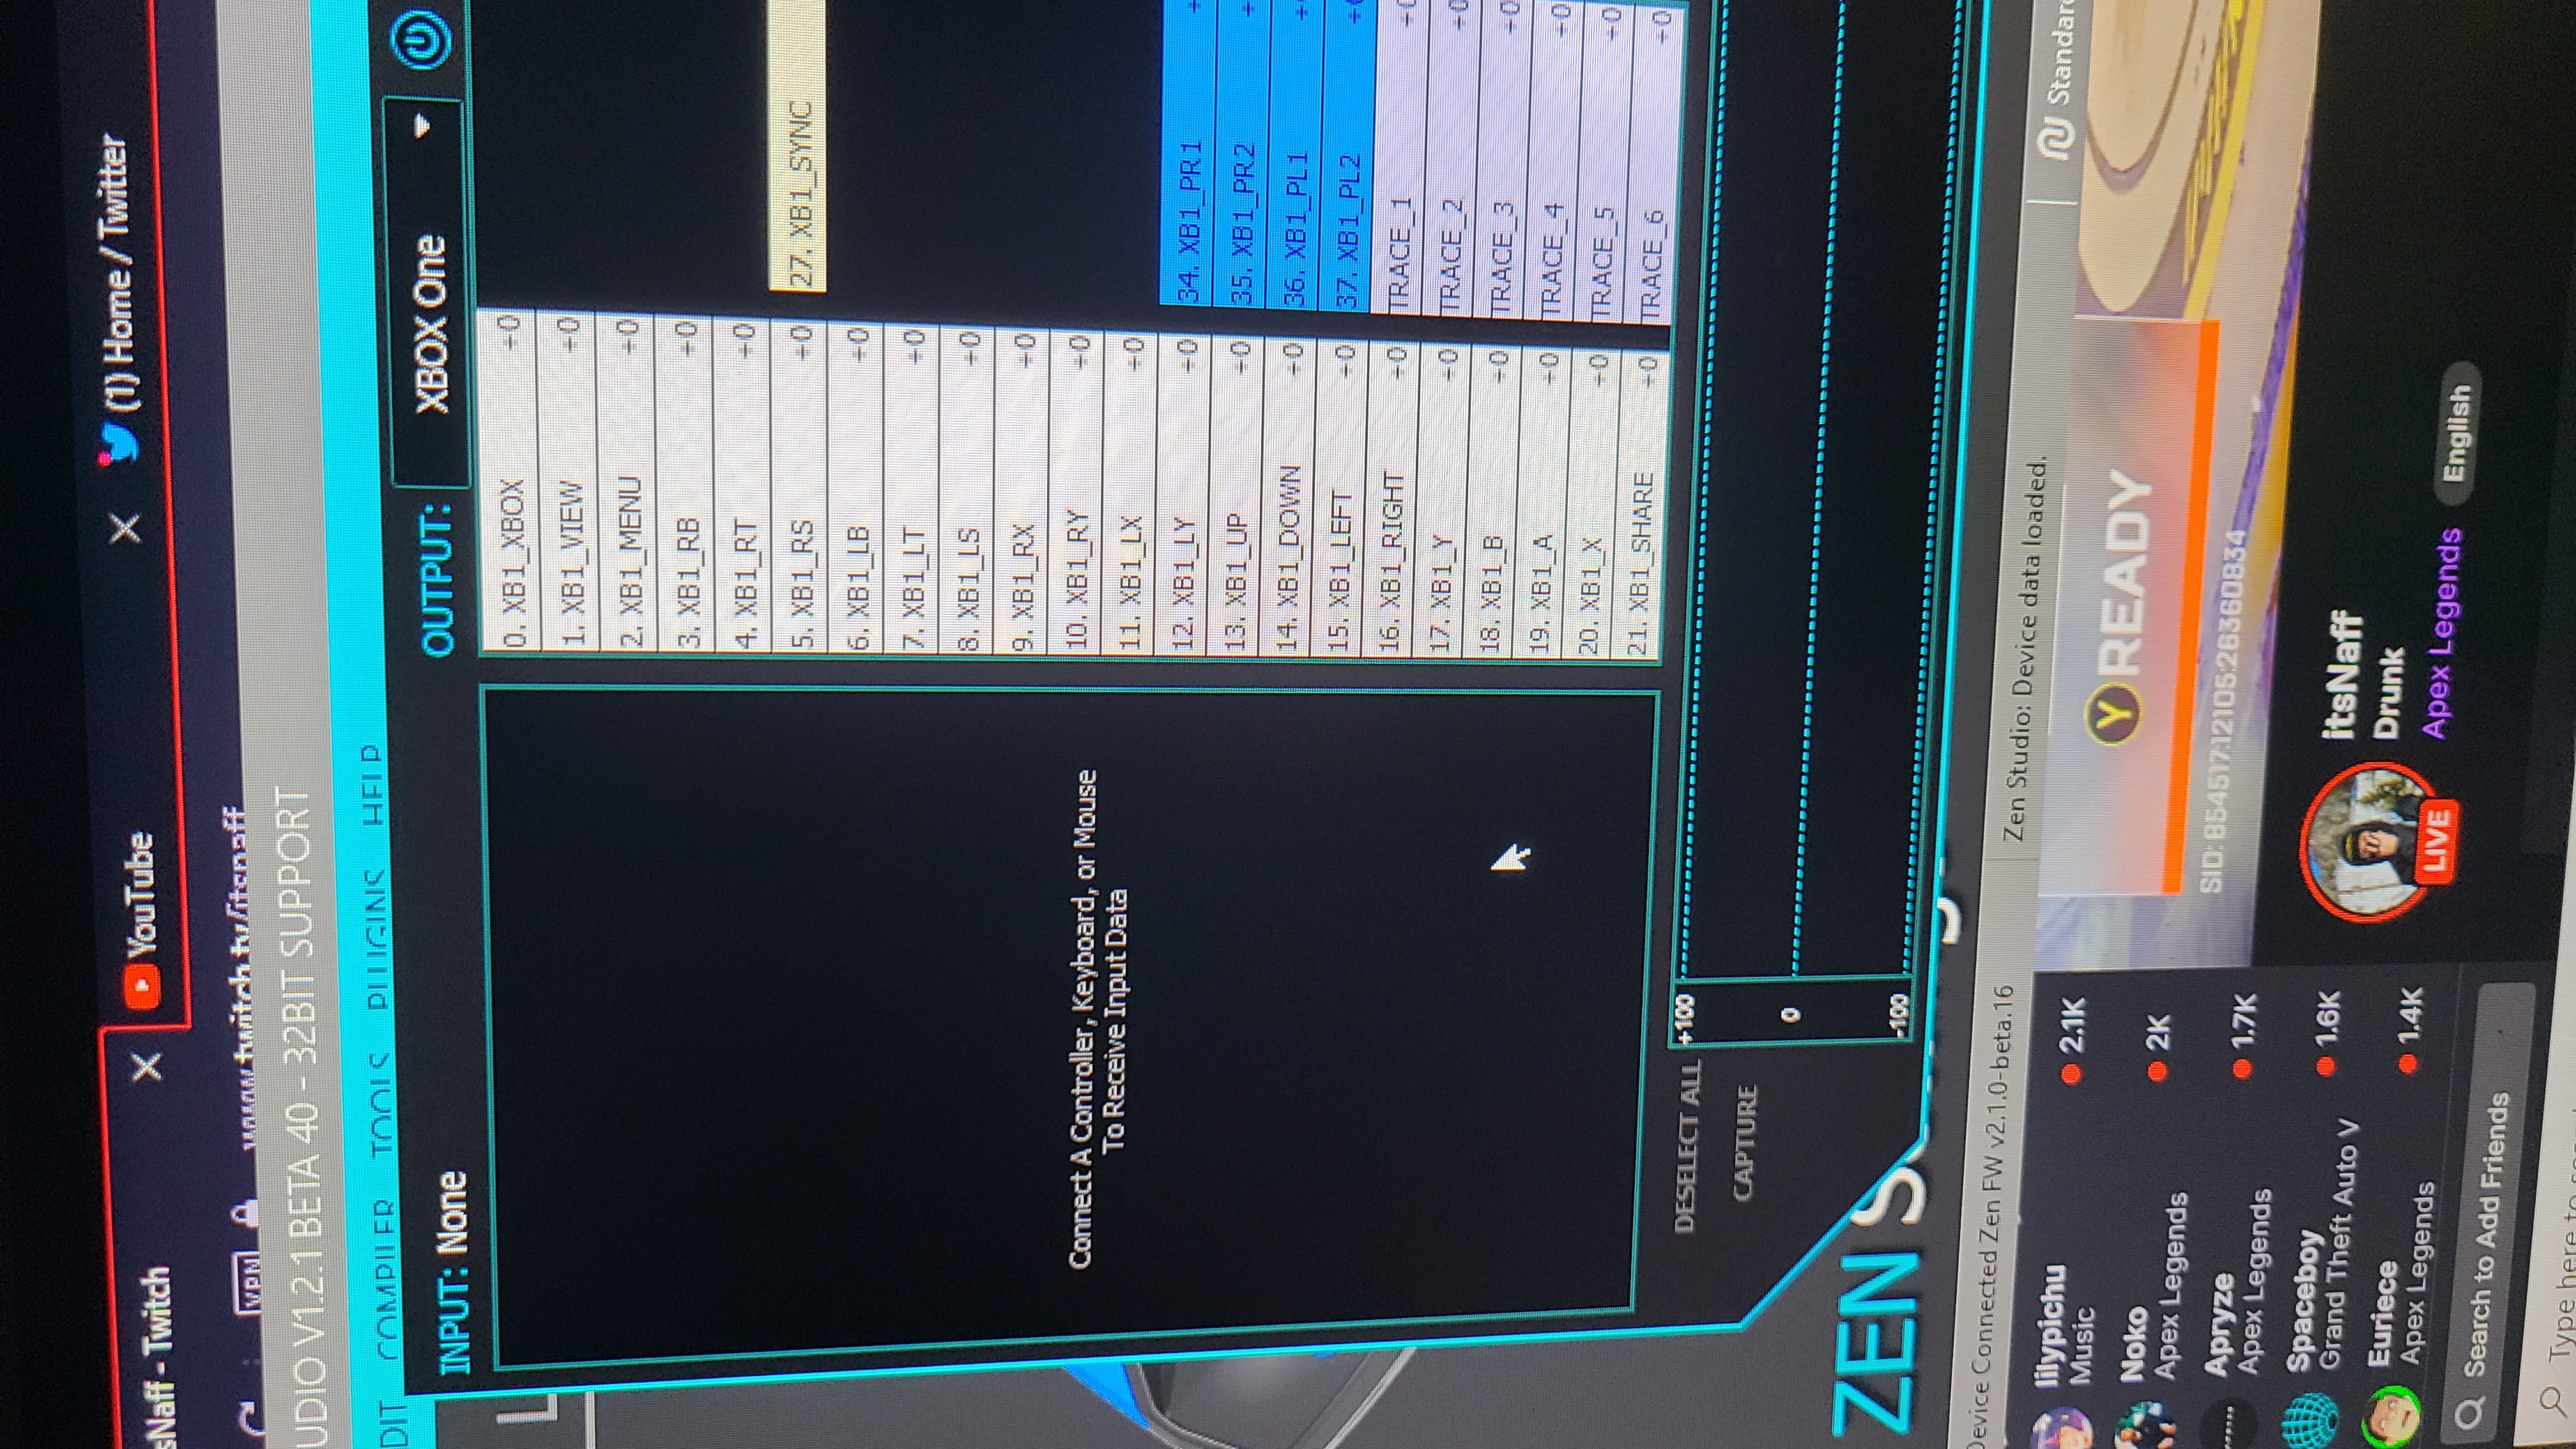 sNaff - Twitch
YouTube
(1) Home / Twitter
VPN
www.twitch.tv/itsnaff
UDIO V1.2.1 BETA 40 - 32BIT SUPPORT
DIT COMPILER TOOLS PLUGINS HELP
INPUT: None
OUTPUT: XBOX One
L
0. XB1_XBOX ÷0
1. XB1_VIEW ÷0
2. XB1_MENU ÷0
3. XB1_RB ÷0
4. XB1_RT ÷0
5. XB1_RS ÷0
27. XB1_SYNC
6. XB1_LB ÷0
7. XB1_LT ÷0
8. XB1_LS ÷0
9. XB1_RX ÷0
10. XB1_RY ÷0
Connect A Controller, Keyboard, or Mouse
To Receive Input Data
11. XB1_LX ÷0
12. XB1_LY ÷0
34. XB1_PR1
13. XB1_UP ÷0
35. XB1_PR2
14. XB1_DOWN ÷0
36. XB1_PL1
15. XB1_LEFT ÷0
37. XB1_PL2
16. XB1_RIGHT ÷0
TRACE_1 ÷0
17. XB1_Y ÷0
TRACE_2 ÷0
18. XB1_B ÷0
TRACE_3 ÷0
19. XB1_A ÷0
TRACE_4 ÷0
20. XB1_X ÷0
TRACE_5 ÷0
21. XB1_SHARE ÷0
TRACE_6 ÷0
DESELECT ALL
CAPTURE
+100
0
-100
ZEN S
Device Connected Zen FW v2.1.0-beta.16
Zen Studio: Device data loaded.
Standar
lilypichu
Music
2.1K
Noko
Apex Legends
2K
Apryze
Apex Legends
1.7K
Spaceboy
Grand Theft Auto V
1.6K
Euriece
Apex Legends
1.4K
Search to Add Friends
Y READY
SID: 854517:12105:26360834
itsNaff
Drunk
Apex Legends English
LIVE
Type here to